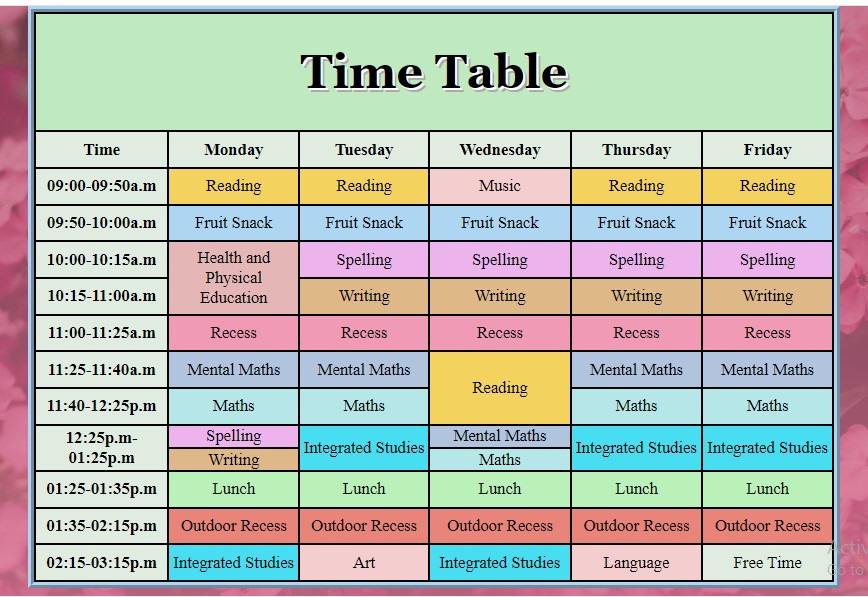 Time Table
Time Monday Tuesday Wednesday Thursday Friday
09:00-09:50a.m Reading Reading Music Reading Reading
09:50-10:00a.m Fruit Snack Fruit Snack Fruit Snack Fruit Snack Fruit Snack
10:00-10:15a.m Health and Physical Education Spelling Spelling Spelling Spelling
10:15-11:00a.m Writing Writing Writing Writing
11:00-11:25a.m Recess Recess Recess Recess Recess
11:25-11:40a.m Mental Maths Mental Maths Reading Mental Maths Mental Maths
11:40-12:25p.m Maths Maths Maths Maths
12:25p.m-01:25p.m Spelling Integrated Studies Mental Maths Integrated Studies Integrated Studies
Writing Maths
01:25-01:35p.m Lunch Lunch Lunch Lunch Lunch
01:35-02:15p.m Outdoor Recess Outdoor Recess Outdoor Recess Outdoor Recess Outdoor Recess
02:15-03:15p.m Integrated Studies Art Integrated Studies Language Free Time
Go to